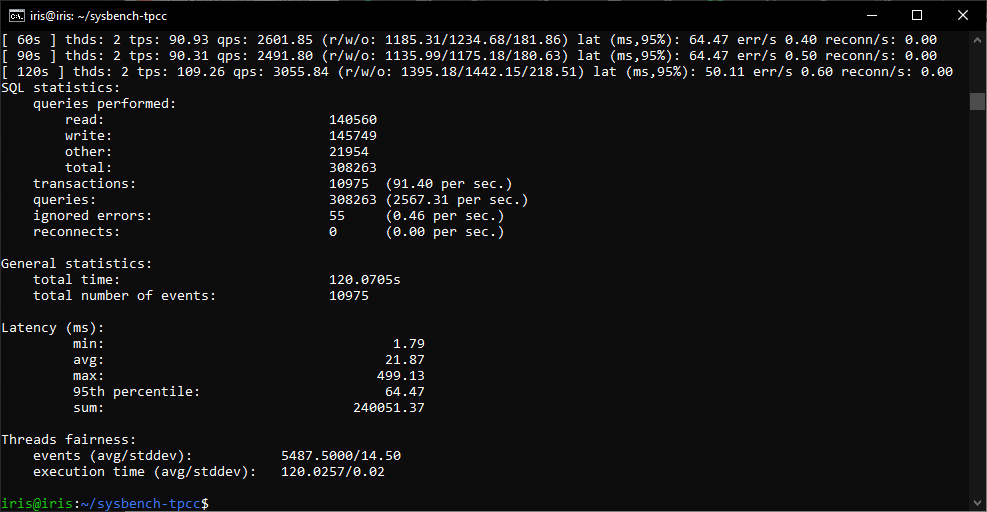 iris@iris: ~/sysbench-tpcc
[ 60s ] thds: 2 tps: 90.93 qps: 2601.85 (r/w/o: 1185.31/1234.68/181.86) lat (ms,95%): 64.47 err/s 0.40 reconn/s: 0.00
[ 90s ] thds: 2 tps: 90.31 qps: 2491.80 (r/w/o: 1135.99/1175.18/180.63) lat (ms,95%): 64.47 err/s 0.50 reconn/s: 0.00
[ 120s ] thds: 2 tps: 109.26 qps: 3055.84 (r/w/o: 1395.18/1442.15/218.51) lat (ms,95%): 50.11 err/s 0.60 reconn/s: 0.00
SQL statistics:
    queries performed:
        read:                            140560
        write:                           145749
        other:                           21954
        total:                           308263
    transactions:                        10975  (91.40 per sec.)
    queries:                             308263 (2567.31 per sec.)
    ignored errors:                      55     (0.46 per sec.)
    reconnects:                          0      (0.00 per sec.)
General statistics:
    total time:                          120.0705s
    total number of events:              10975
Latency (ms):
         min:                                    1.79
         avg:                                   21.87
         max:                                  499.13
         95th percentile:                       64.47
         sum:                               240051.37
Threads fairness:
    events (avg/stddev):           5487.5000/14.50
    execution time (avg/stddev):   120.0257/0.02
iris@iris:~/sysbench-tpcc$